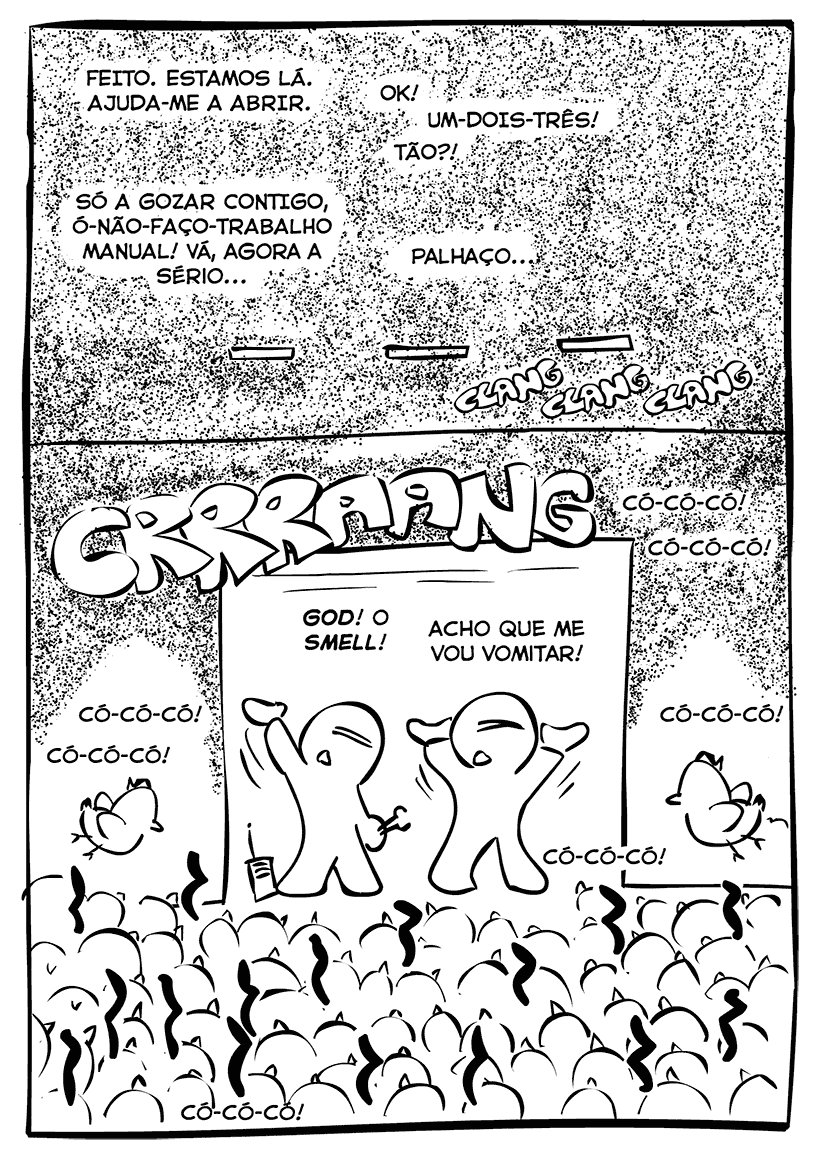 FEITO. ESTAMOS LÁ.
AJUDA-ME A ABRIR.
OK!
UM-DOIS-TRÊS!
TÃO?!
SÓ A GOZAR CONTIGO,
Ó-NÃO-FAÇO-TRABALHO
MANUAL! VÁ, AGORA A
SÉRIO...
PALHAÇO...
CLANG CLANG CLANG
CRRRAANG
CÓ-CÓ-CÓ!
CÓ-CÓ-CÓ!
GOD! O
SMELL!
ACHO QUE ME
VOU VOMITAR!
CÓ-CÓ-CÓ!
CÓ-CÓ-CÓ!
CÓ-CÓ-CÓ!
CÓ-CÓ-CÓ!
CÓ-CÓ-CÓ!